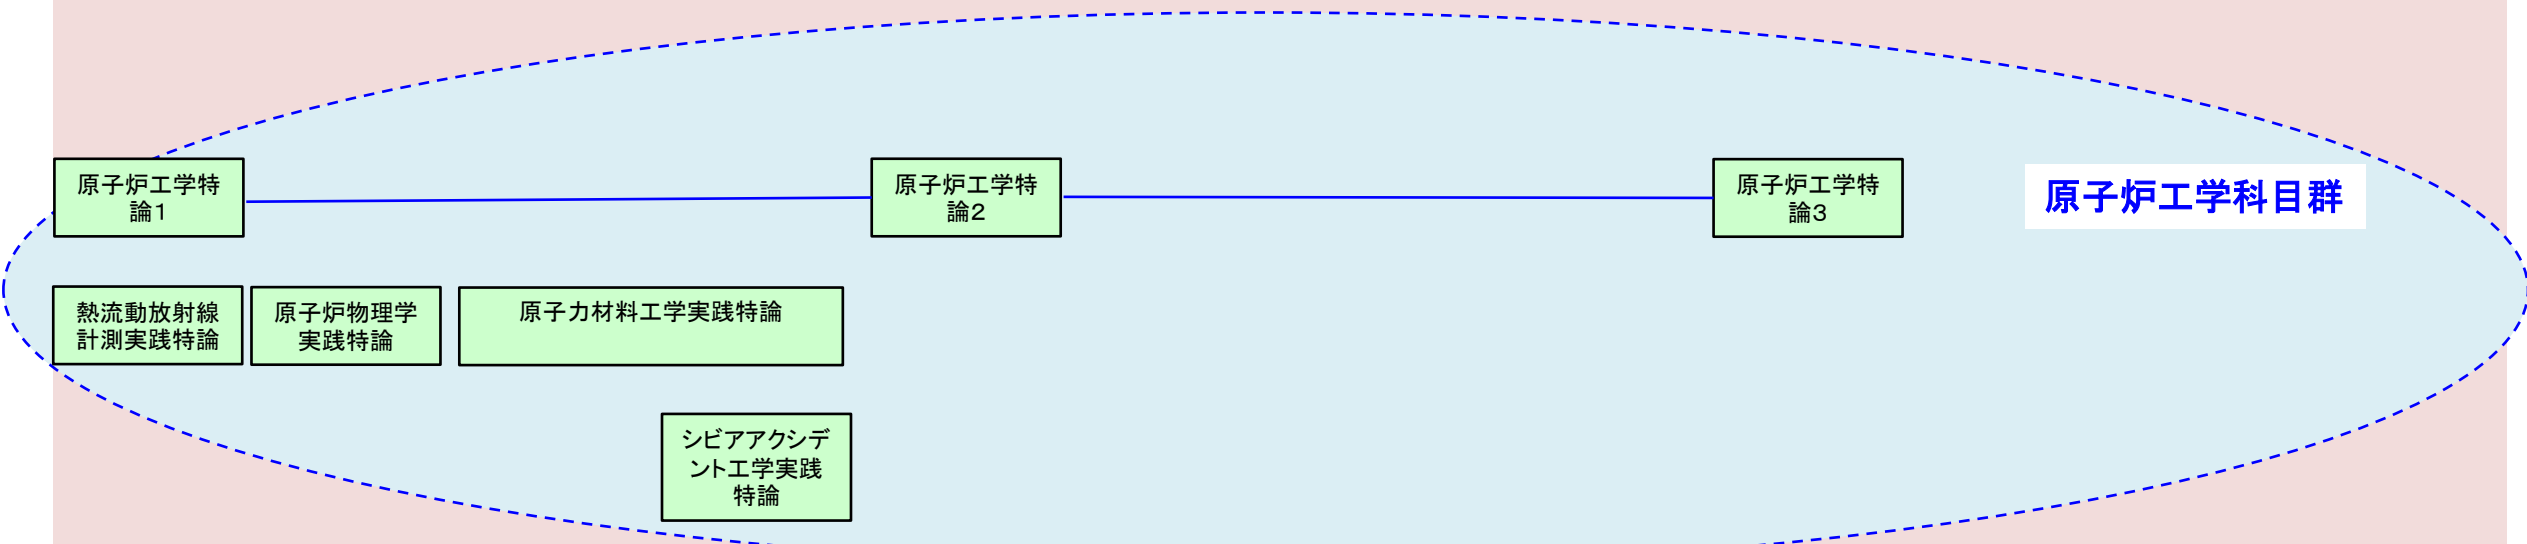 原子炉工学特
論1
原子炉工学特
論2
原子炉工学特
論3
原子炉工学科目群
熱流動放射線
計測実践特論
原子炉物理学
実践特論
原子力材料工学実践特論
シビアアクシデ
ント工学実践
特論